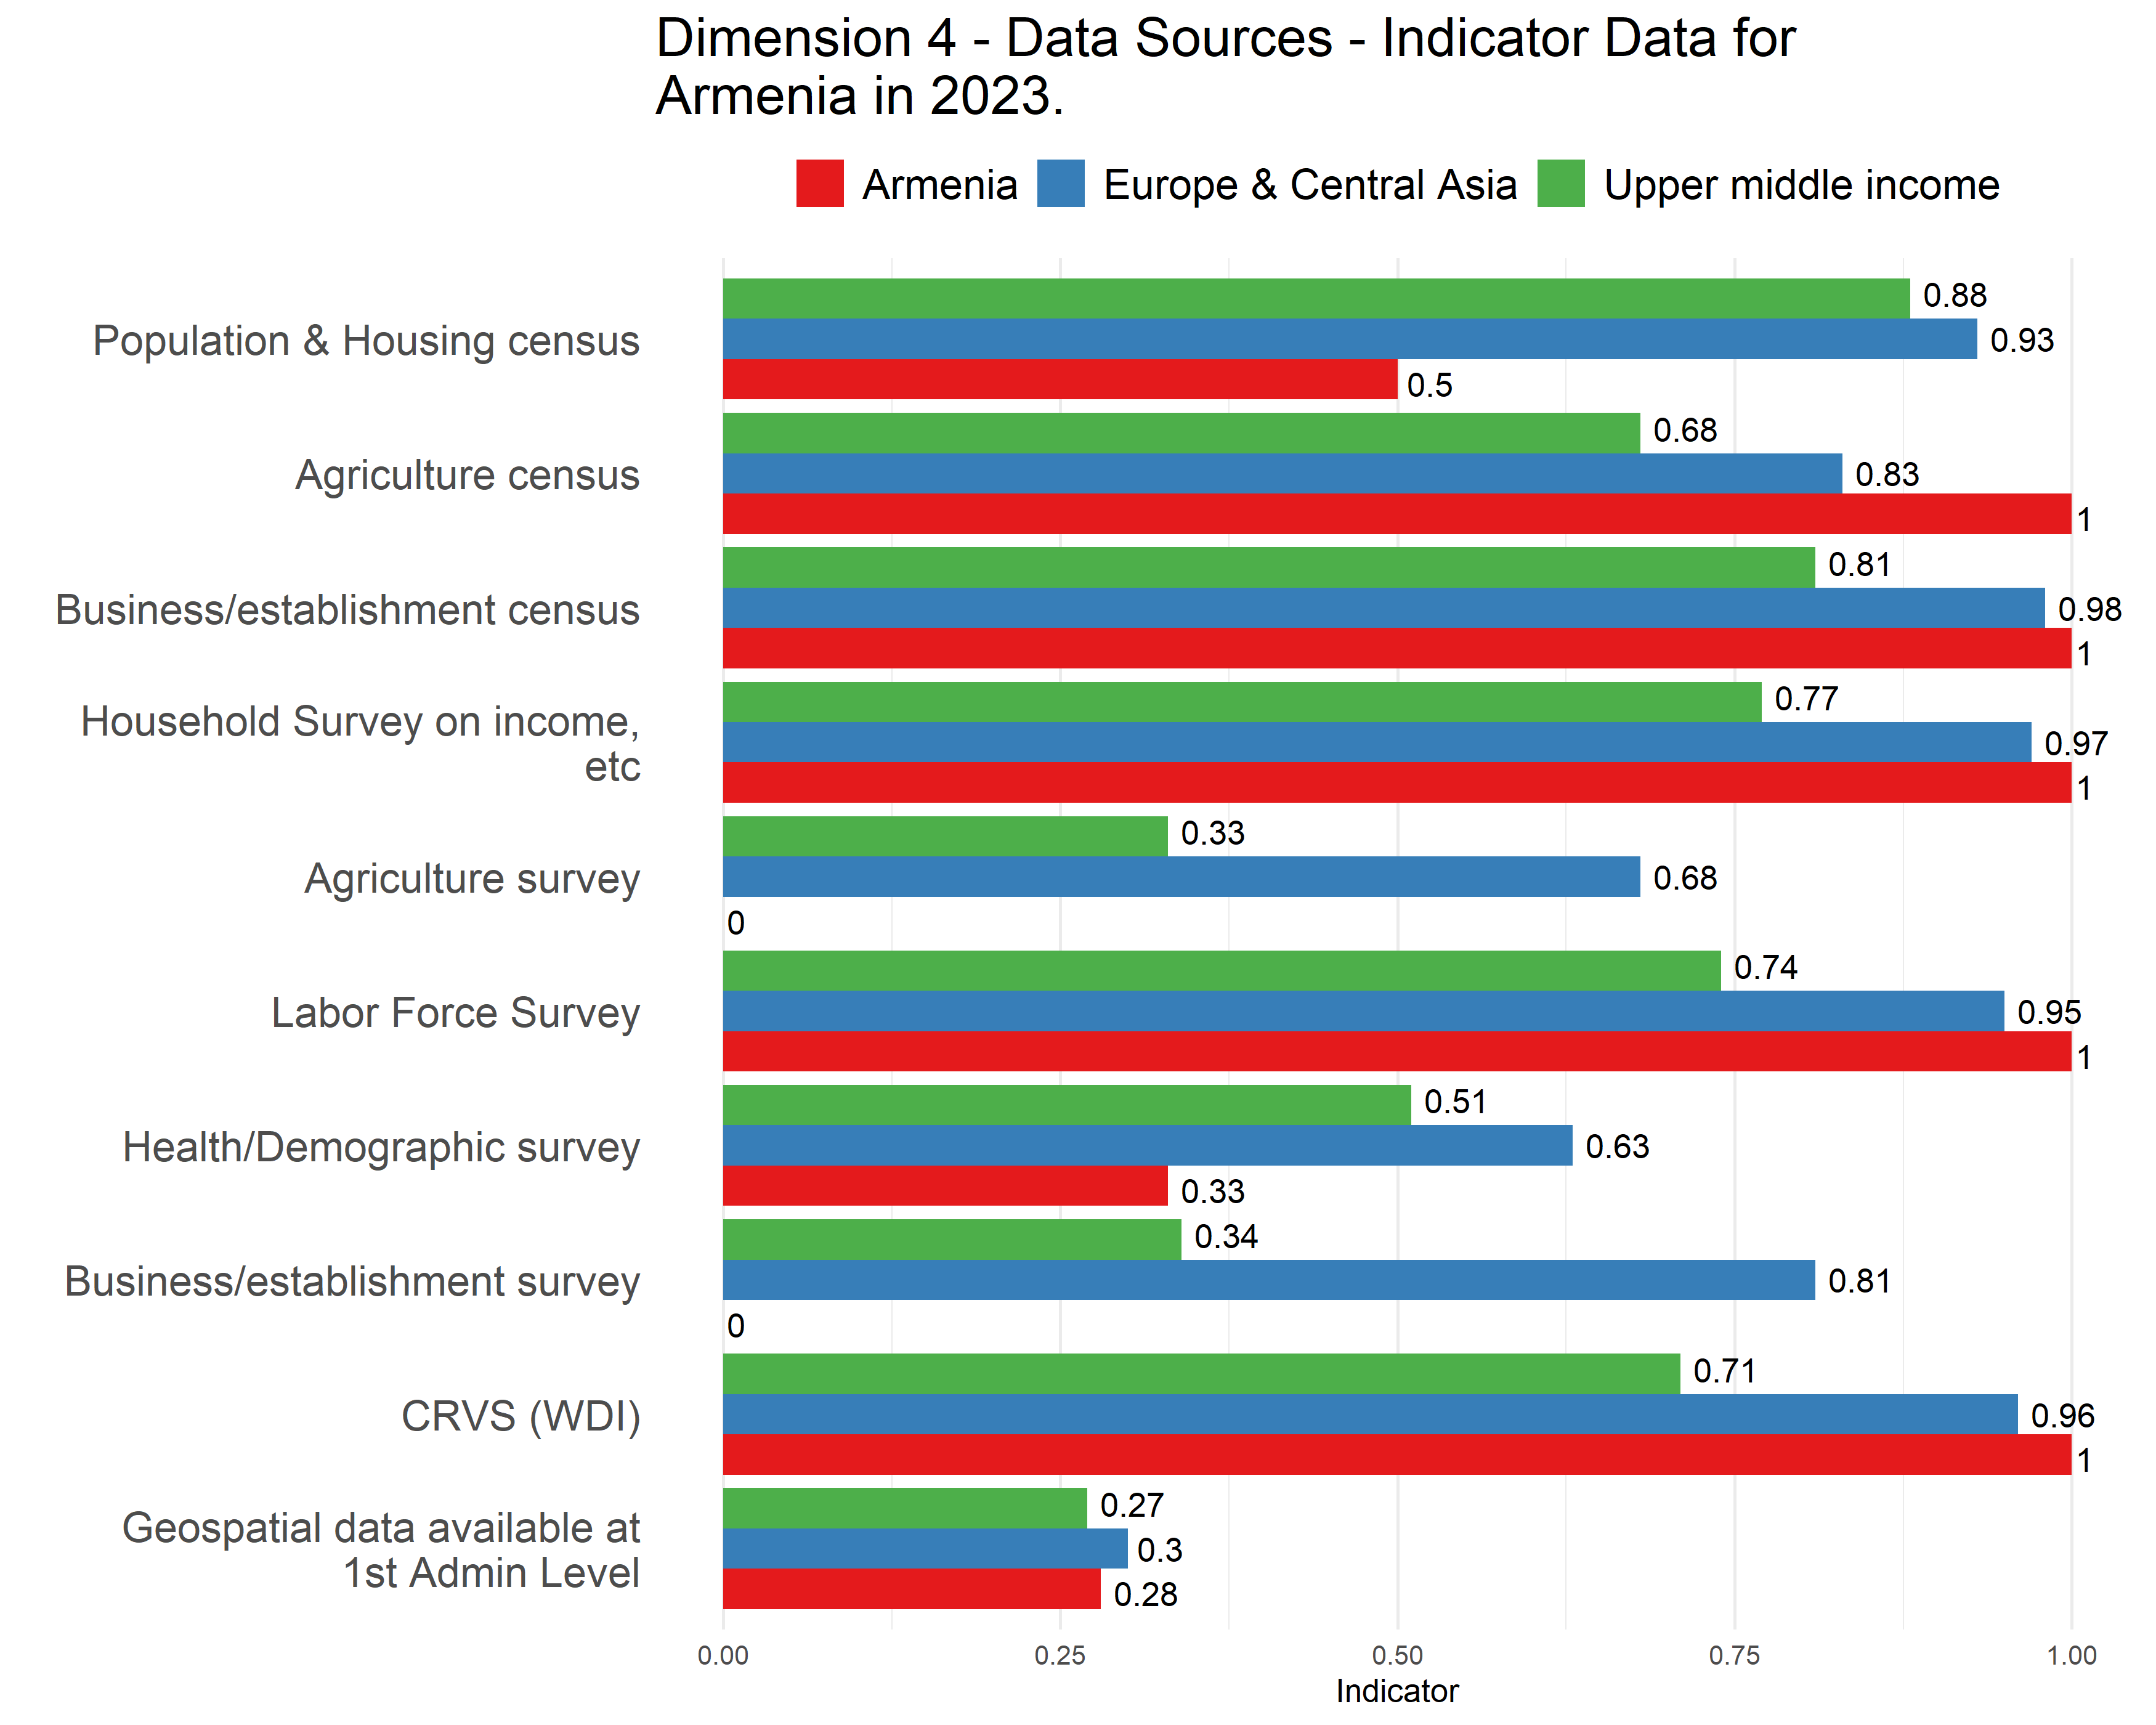 Dimension 4 - Data Sources - Indicator Data for
Armenia in 2023.
Armenia
Europe & Central Asia
Upper middle income
Population & Housing census
0.88
0.93
0.5
Agriculture census
0.68
0.83
1
Business/establishment census
0.81
0.98
1
Household Survey on income,
etc
0.77
0.97
1
Agriculture survey
0.33
0.68
0
Labor Force Survey
0.74
0.95
1
Health/Demographic survey
0.51
0.63
0.33
Business/establishment survey
0.34
0.81
0
CRVS (WDI)
0.71
0.96
1
Geospatial data available at
1st Admin Level
0.27
0.3
0.28
0.00
0.25
0.50
0.75
1.00
Indicator